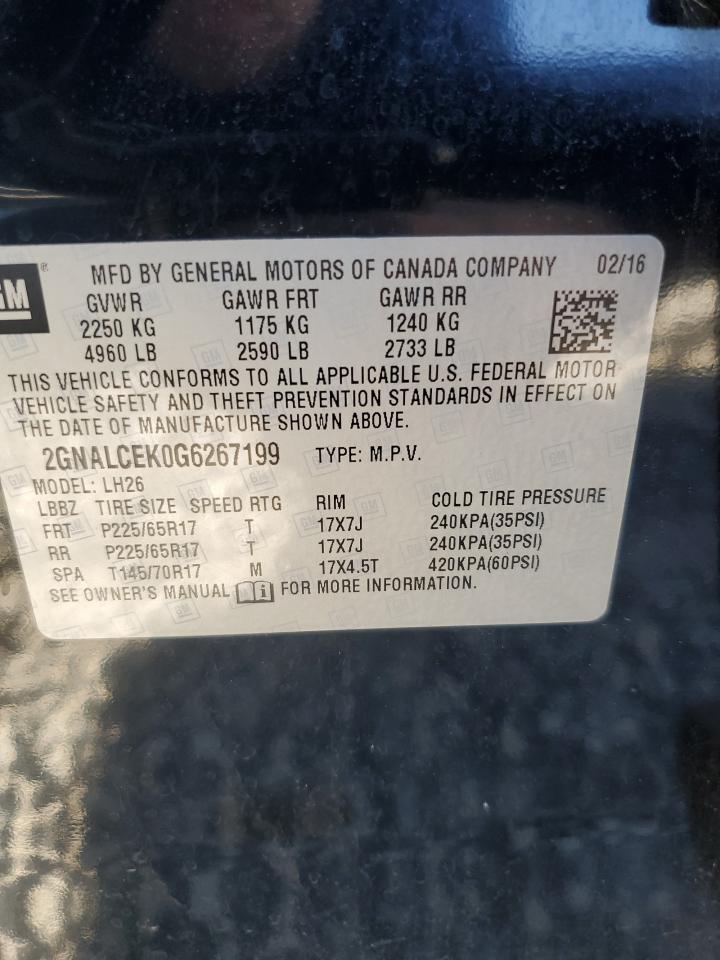 GM ®
MFD BY GENERAL MOTORS OF CANADA COMPANY 02/16
GVWR GAWR FRT GAWR RR
2250 KG 1175 KG 1240 KG
4960 LB 2590 LB 2733 LB
THIS VEHICLE CONFORMS TO ALL APPLICABLE U.S. FEDERAL MOTOR
VEHICLE SAFETY AND THEFT PREVENTION STANDARDS IN EFFECT ON
THE DATE OF MANUFACTURE SHOWN ABOVE.
2GNALCEK0G6267199 TYPE: M.P.V.
MODEL: LH26
LBBZ TIRE SIZE SPEED RTG RIM COLD TIRE PRESSURE
FRT P225/65R17 T 17X7J 240KPA(35PSI)
RR P225/65R17 T 17X7J 240KPA(35PSI)
SPA T145/70R17 M 17X4.5T 420KPA(60PSI)
SEE OWNER'S MANUAL i FOR MORE INFORMATION.